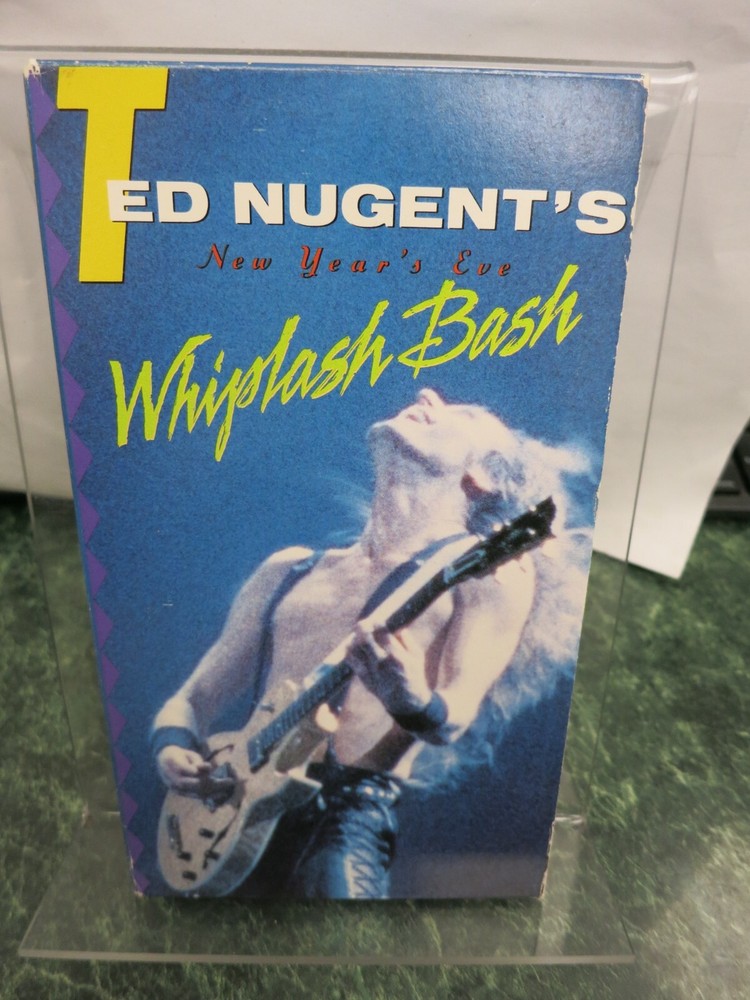 TED NUGENT'S
New Year's Eve
Whiplash Bash